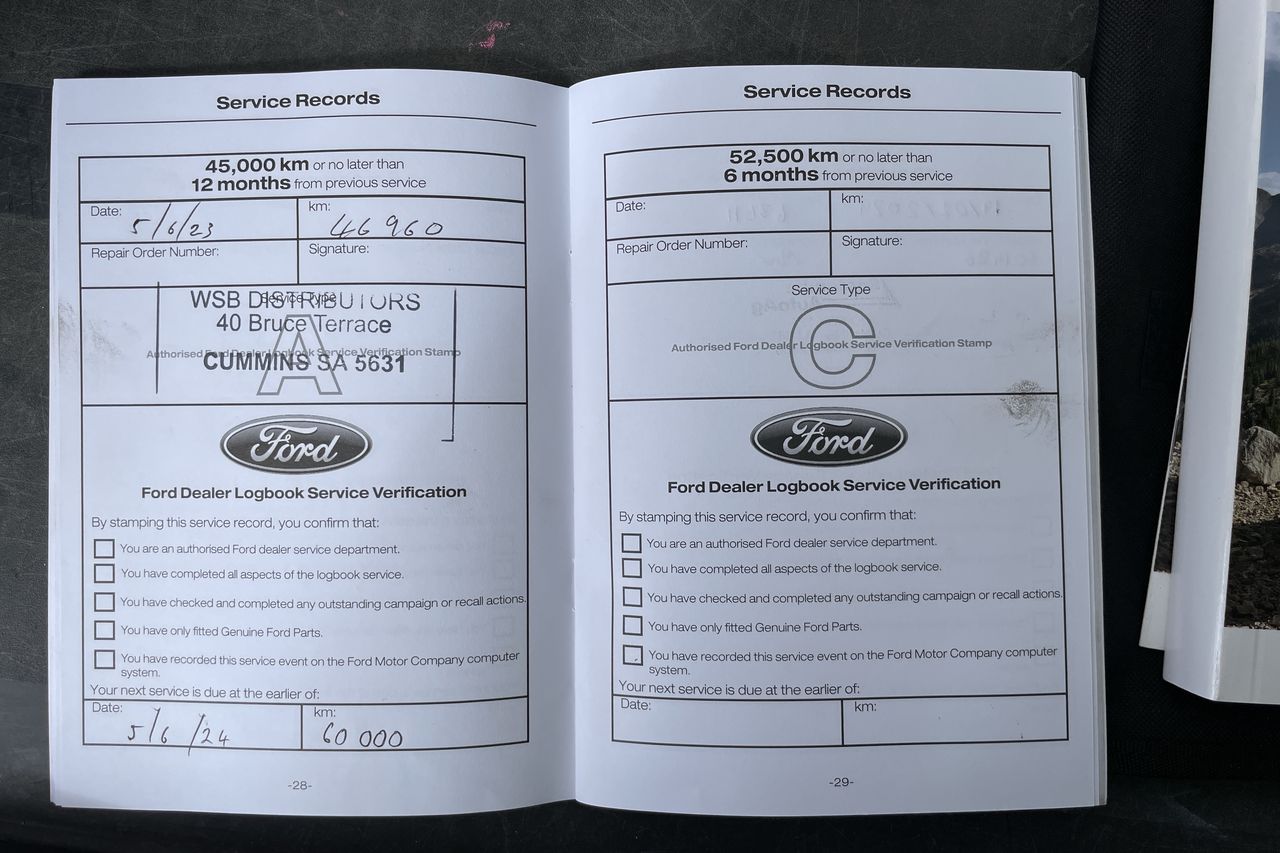 Service Records
45,000 km or no later than
12 months from previous service
Date: 5/6/23
km: 46 960
Repair Order Number:
Signature:
Service Type
WSB DISTRIBUTORS
40 Bruce Terrace
A
Authorised Ford Dealer Logbook Service Verification Stamp
CUMMINS SA 5631
Ford
Ford Dealer Logbook Service Verification
By stamping this service record, you confirm that:
You are an authorised Ford dealer service department.
You have completed all aspects of the logbook service.
You have checked and completed any outstanding campaign or recall actions.
You have only fitted Genuine Ford Parts.
You have recorded this service event on the Ford Motor Company computer
system.
Your next service is due at the earlier of:
Date: 5/6/24
km: 60 000
-28-
Service Records
52,500 km or no later than
6 months from previous service
Date:
km:
Repair Order Number:
Signature:
Service Type
C
Authorised Ford Dealer Logbook Service Verification Stamp
Ford
Ford Dealer Logbook Service Verification
By stamping this service record, you confirm that:
You are an authorised Ford dealer service department.
You have completed all aspects of the logbook service.
You have checked and completed any outstanding campaign or recall actions.
You have only fitted Genuine Ford Parts.
You have recorded this service event on the Ford Motor Company computer
system.
Your next service is due at the earlier of:
Date:
km:
-29-